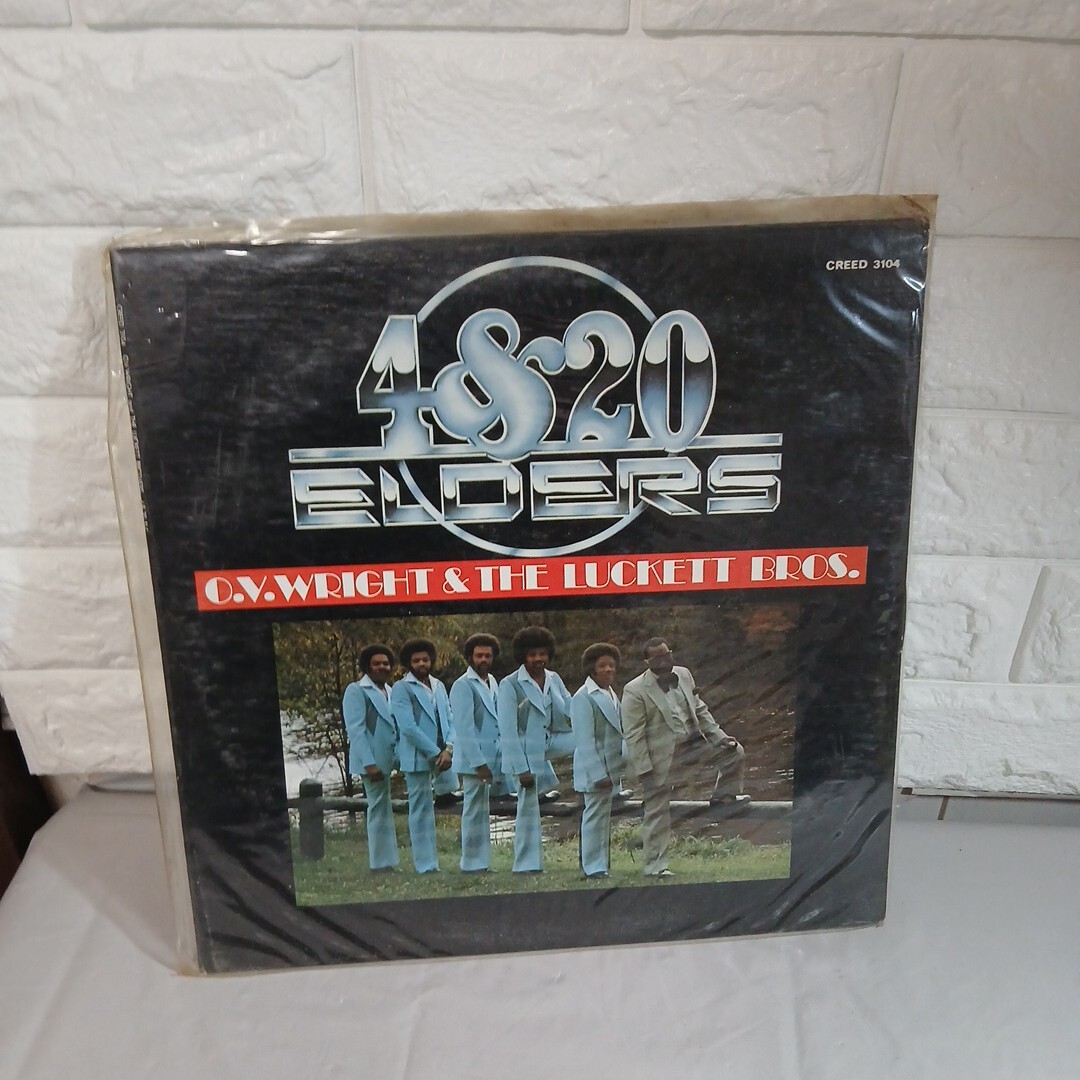 CREED 3104
4&20
ELDERS
O.V.WRIGHT & THE LUCKETT BROS.